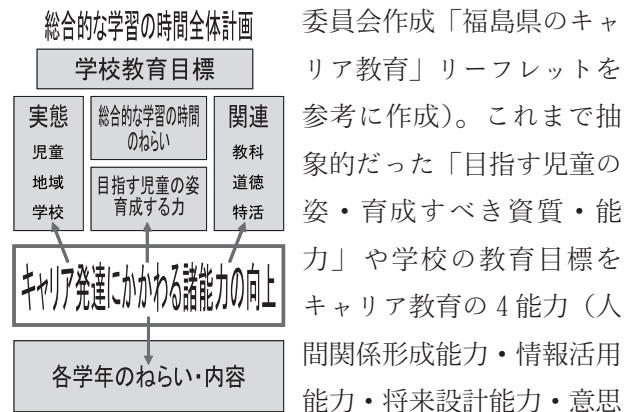 総合的な学習の時間全体計画
学校教育目標
実態
児童
地域
学校
総合的な学習の時間
のねらい
目指す児童の姿
育成する力
関連
教科
道徳
特活
キャリア発達にかかわる諸能力の向上
各学年のねらい・内容
委員会作成「福島県のキャ
リア教育」リーフレットを
参考に作成)。これまで抽
象的だった「目指す児童の
姿・育成すべき資質・能
力」や学校の教育目標を
キャリア教育の4能力(人
間関係形成能力・情報活用
能力・将来設計能力・意思